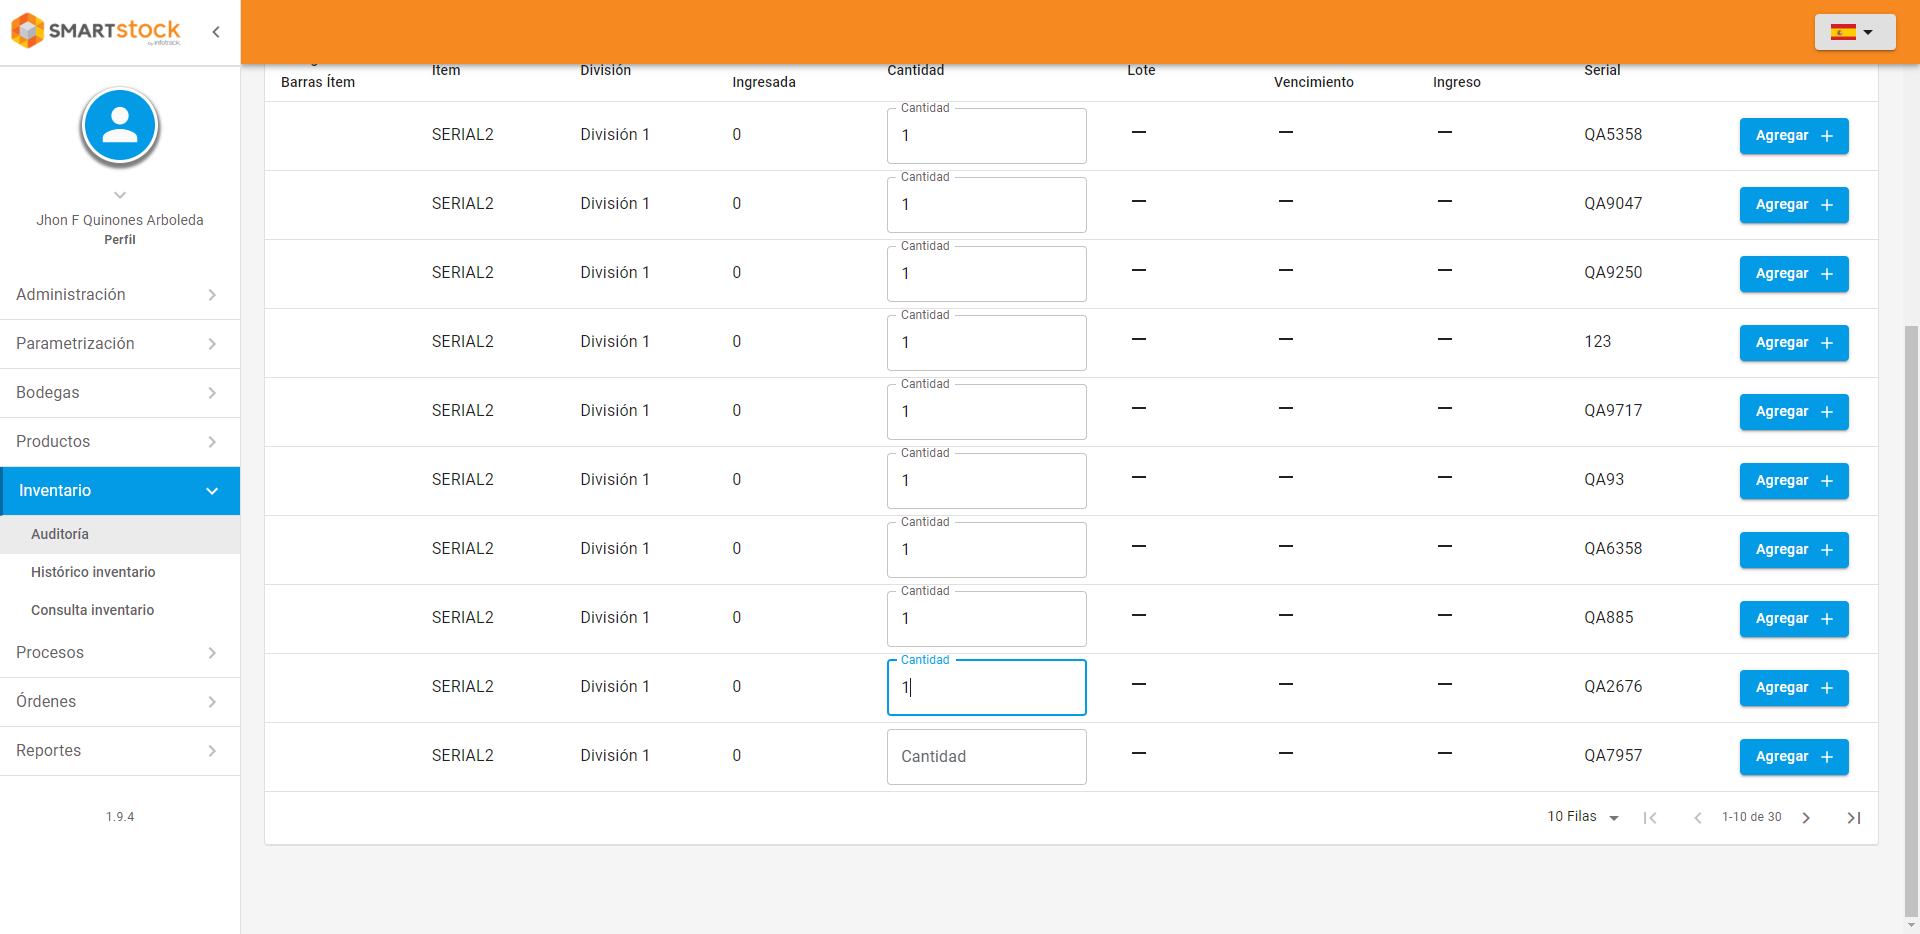 SMARTstock
by infotrack
Jhon F Quinones Arboleda
Perfil
Administración
Parametrización
Bodegas
Productos
Inventario
Auditoría
Histórico inventario
Consulta inventario
Procesos
Órdenes
Reportes
1.9.4
Barras Ítem Item División Ingresada Cantidad Lote Vencimiento Ingreso Serial
Cantidad
SERIAL2 División 1 0 1 — — — QA5358 Agregar +
Cantidad
SERIAL2 División 1 0 1 — — — QA9047 Agregar +
Cantidad
SERIAL2 División 1 0 1 — — — QA9250 Agregar +
Cantidad
SERIAL2 División 1 0 1 — — — 123 Agregar +
Cantidad
SERIAL2 División 1 0 1 — — — QA9717 Agregar +
Cantidad
SERIAL2 División 1 0 1 — — — QA93 Agregar +
Cantidad
SERIAL2 División 1 0 1 — — — QA6358 Agregar +
Cantidad
SERIAL2 División 1 0 1 — — — QA885 Agregar +
Cantidad
SERIAL2 División 1 0 1 — — — QA2676 Agregar +
SERIAL2 División 1 0 Cantidad — — — QA7957 Agregar +
10 Filas 1-10 de 30